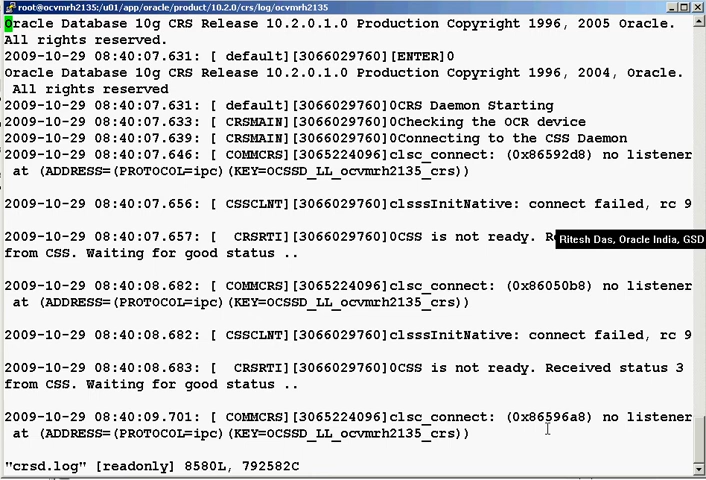 root@ocvmrh2135:/u01/app/oracle/product/10.2.0/crs/log/ocvmrh2135
Oracle Database 10g CRS Release 10.2.0.1.0 Production Copyright 1996, 2005 Oracle.
All rights reserved.
2009-10-29 08:40:07.631: [ default][3066029760][ENTER]0
Oracle Database 10g CRS Release 10.2.0.1.0 Production Copyright 1996, 2004, Oracle.
All rights reserved
2009-10-29 08:40:07.631: [ default][3066029760]0CRS Daemon Starting
2009-10-29 08:40:07.633: [ CRSMAIN][3066029760]0Checking the OCR device
2009-10-29 08:40:07.639: [ CRSMAIN][3066029760]0Connecting to the CSS Daemon
2009-10-29 08:40:07.646: [ COMMCRS][3065224096]clsc_connect: (0x86592d8) no listener
at (ADDRESS=(PROTOCOL=ipc)(KEY=OCSSD_LL_ocvmrh2135_crs))
2009-10-29 08:40:07.656: [ CSSCLNT][3066029760]clsssInitNative: connect failed, rc 9
2009-10-29 08:40:07.657: [ CRSRTI][3066029760]0CSS is not ready.
Ritesh Das, Oracle India, GSD
from CSS. Waiting for good status ..
2009-10-29 08:40:08.682: [ COMMCRS][3065224096]clsc_connect: (0x86050b8) no listener
at (ADDRESS=(PROTOCOL=ipc)(KEY=OCSSD_LL_ocvmrh2135_crs))
2009-10-29 08:40:08.682: [ CSSCLNT][3066029760]clsssInitNative: connect failed, rc 9
2009-10-29 08:40:08.683: [ CRSRTI][3066029760]0CSS is not ready. Received status 3
from CSS. Waiting for good status ..
2009-10-29 08:40:09.701: [ COMMCRS][3065224096]clsc_connect: (0x86596a8) no listener
at (ADDRESS=(PROTOCOL=ipc)(KEY=OCSSD_LL_ocvmrh2135_crs))
"crsd.log" [readonly] 8580L, 792582C